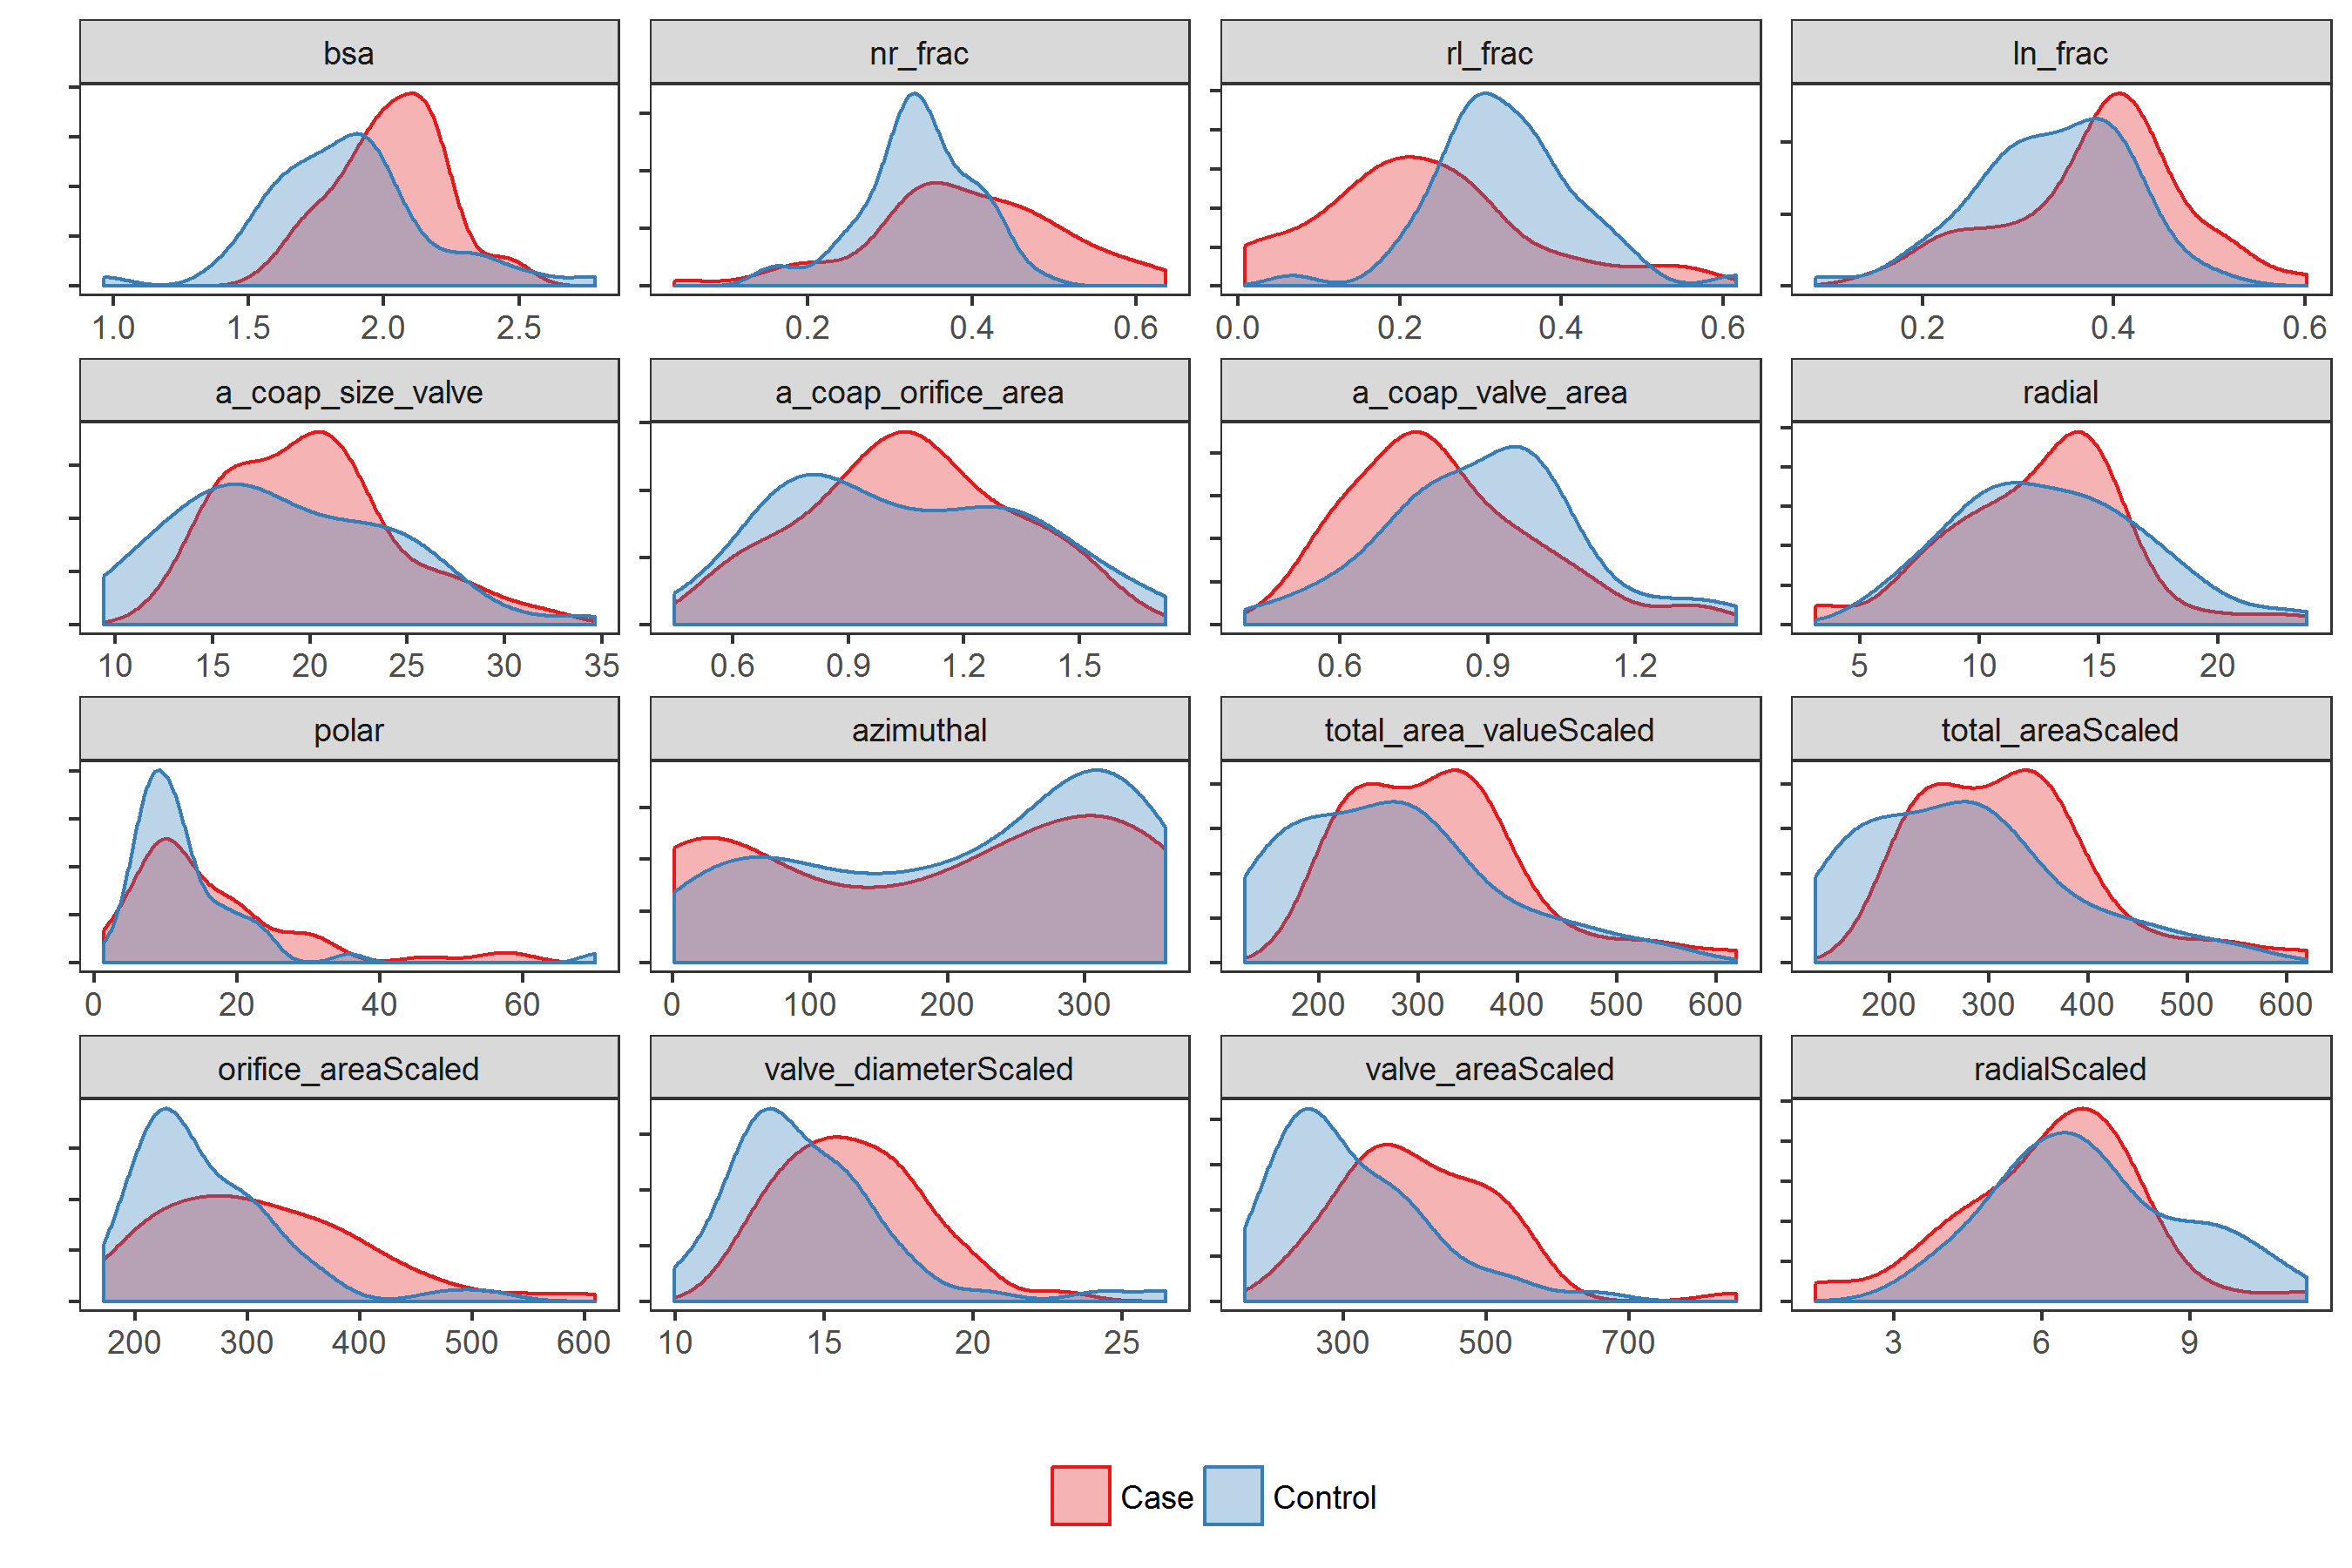 bsa nr_frac rl_frac ln_frac
1.0 1.5 2.0 2.5 0.2 0.4 0.6 0.0 0.2 0.4 0.6 0.2 0.4 0.6
a_coap_size_valve a_coap_orifice_area a_coap_valve_area radial
10 15 20 25 30 35 0.6 0.9 1.2 1.5 0.6 0.9 1.2 5 10 15 20
polar azimuthal total_area_valueScaled total_areaScaled
0 20 40 60 0 100 200 300 200 300 400 500 600 200 300 400 500 600
orifice_areaScaled valve_diameterScaled valve_areaScaled radialScaled
200 300 400 500 600 10 15 20 25 300 500 700 3 6 9
Case Control